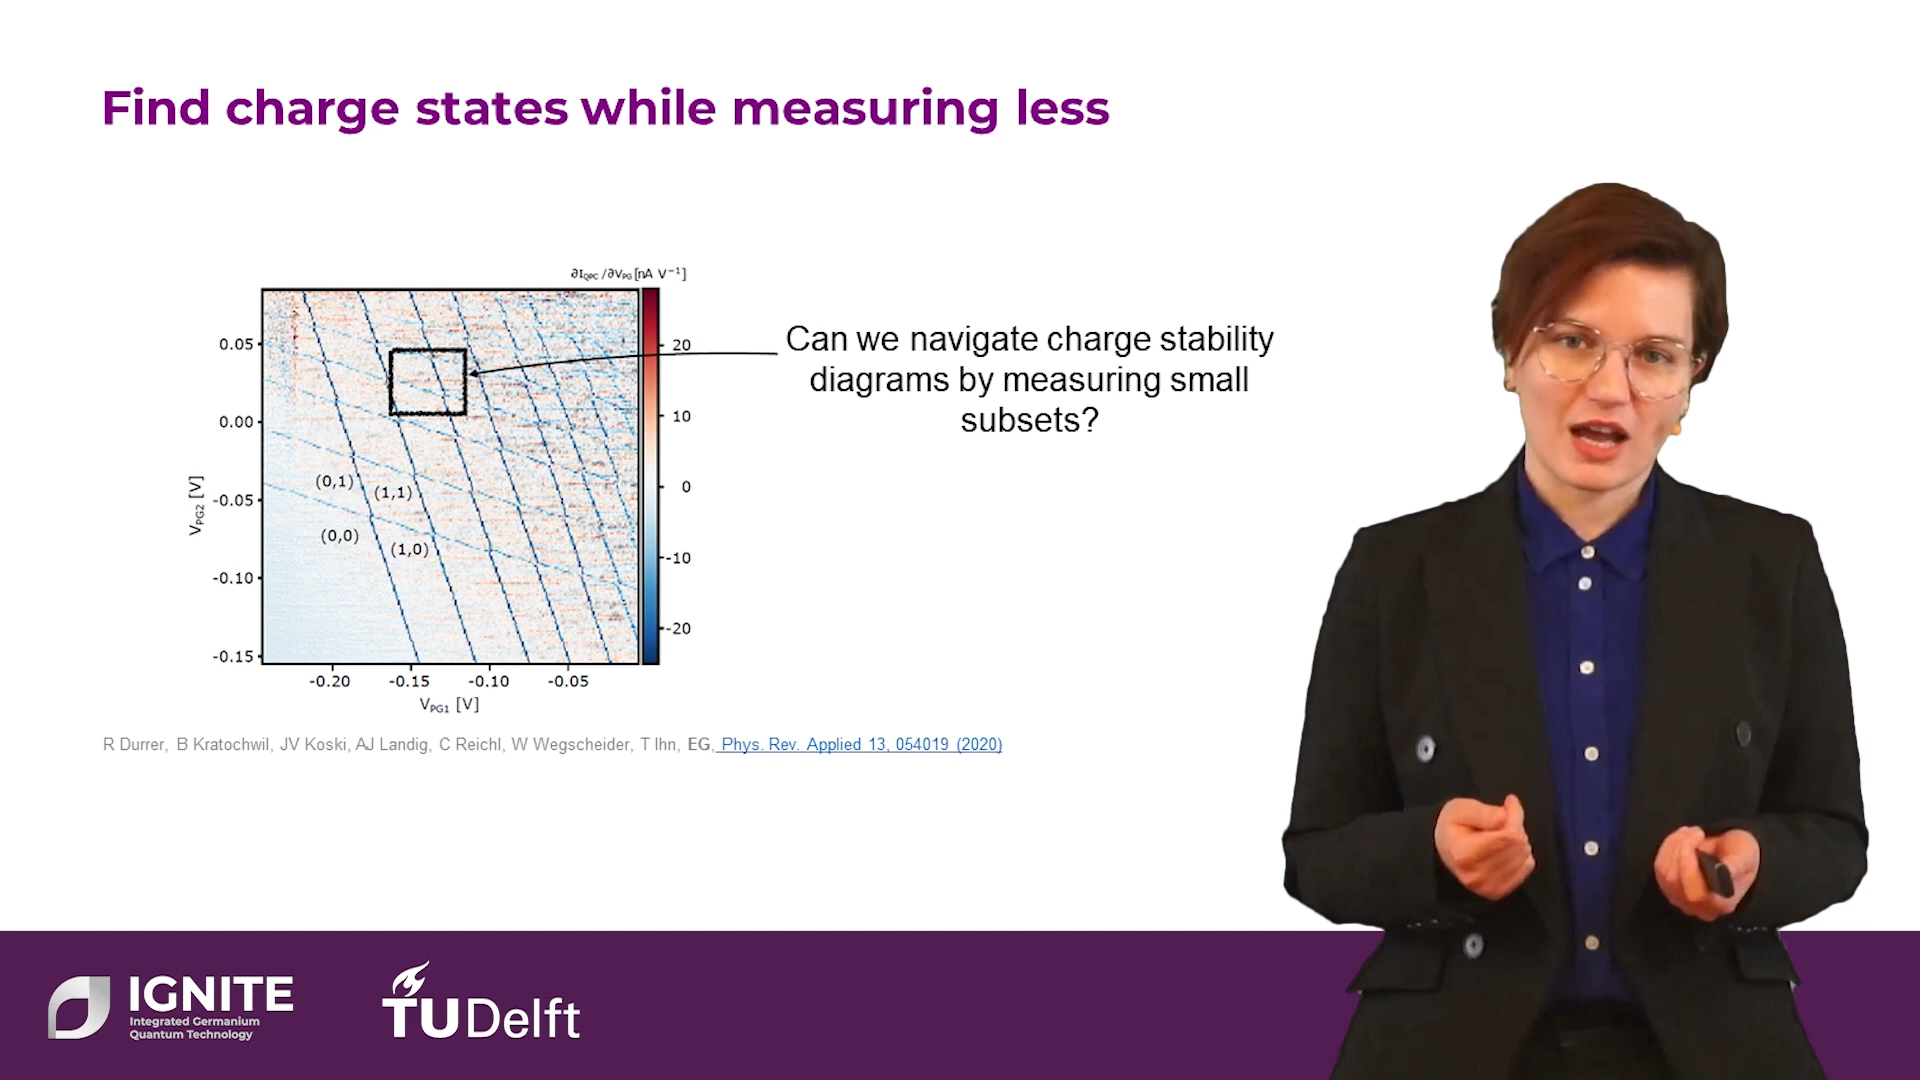 Find charge states while measuring less
∂I_QPC /∂V_PG [nA V⁻¹]
0.05
0.00
-0.05
-0.10
-0.15
V_PG2 [V]
(0,1)
(1,1)
(0,0)
(1,0)
20
10
0
-10
-20
-0.20 -0.15 -0.10 -0.05
V_PG1 [V]
Can we navigate charge stability
diagrams by measuring small
subsets?
R Durrer, B Kratochwil, JV Koski, AJ Landig, C Reichl, W Wegscheider, T Ihn, EG, Phys. Rev. Applied 13, 054019 (2020)
IGNITE
Integrated Germanium
Quantum Technology
TU Delft